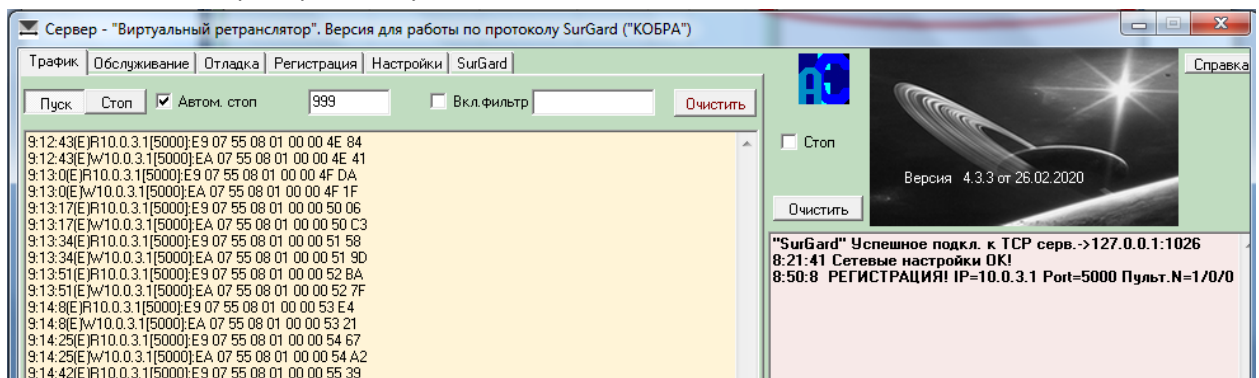 Сервер - "Виртуальный ретранслятор". Версия для работы по протоколу SurGard ("КОБРА")
Трафик Обслуживание Отладка Регистрация Настройки SurGard
Справка
Пуск Стоп Автом. стоп 999 Вкл.фильтр Очистить
Стоп
Версия 4.3.3 от 26.02.2020
Очистить
9:12:43(E)R10.0.3.1[5000]:E9 07 55 08 01 00 00 4E 84
9:12:43(E)W10.0.3.1[5000]:EA 07 55 08 01 00 00 4E 41
9:13:0(E)R10.0.3.1[5000]:E9 07 55 08 01 00 00 4F DA
9:13:0(E)W10.0.3.1[5000]:EA 07 55 08 01 00 00 4F 1F
9:13:17(E)R10.0.3.1[5000]:E9 07 55 08 01 00 00 50 06
9:13:17(E)W10.0.3.1[5000]:EA 07 55 08 01 00 00 50 C3
9:13:34(E)R10.0.3.1[5000]:E9 07 55 08 01 00 00 51 58
9:13:34(E)W10.0.3.1[5000]:EA 07 55 08 01 00 00 51 9D
9:13:51(E)R10.0.3.1[5000]:E9 07 55 08 01 00 00 52 BA
9:13:51(E)W10.0.3.1[5000]:EA 07 55 08 01 00 00 52 7F
9:14:8(E)R10.0.3.1[5000]:E9 07 55 08 01 00 00 53 E4
9:14:8(E)W10.0.3.1[5000]:EA 07 55 08 01 00 00 53 21
9:14:25(E)R10.0.3.1[5000]:E9 07 55 08 01 00 00 54 67
9:14:25(E)W10.0.3.1[5000]:EA 07 55 08 01 00 00 54 A2
9:14:42(E)R10.0.3.1[5000]:E9 07 55 08 01 00 00 55 39
"SurGard" Успешное подкл. к TCP серв.->127.0.0.1:1026
8:21:41 Сетевые настройки OK!
8:50:8 РЕГИСТРАЦИЯ! IP=10.0.3.1 Port=5000 Пульт.N=1/0/0